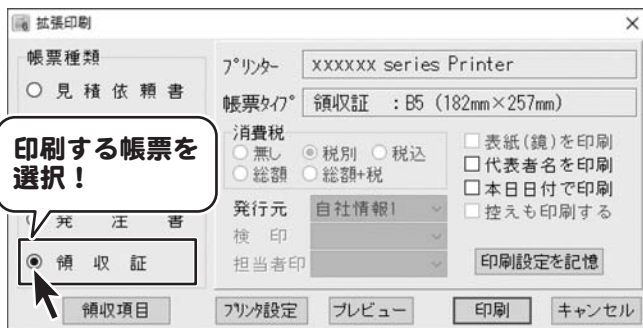 拡張印刷
帳票種類
見積依頼書
印刷する帳票を
選択！
発注書
領収証
領収項目
プリンター xxxxxx series Printer
帳票タイプ 領収証 ：B5 (182mm×257mm)
消費税
無し 税別 税込
総額 総額+税
表紙(鏡)を印刷
代表者名を印刷
本日日付で印刷
控えも印刷する
発行元 自社情報1
検印
担当者印
印刷設定を記憶
プリンタ設定 プレビュー 印刷 キャンセル